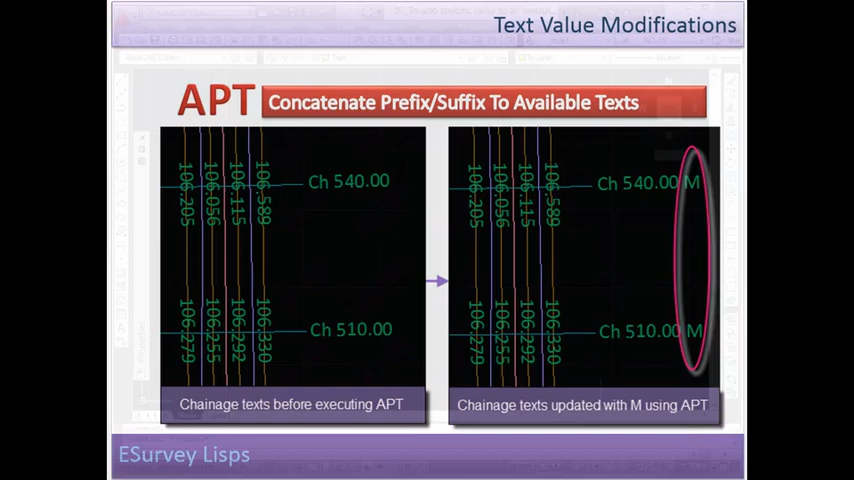 Text Value Modifications
APT Concatenate Prefix/Suffix To Available Texts
106.205 106.056 106.115 106.589 Ch 540.00
106.279 106.255 106.292 106.330 Ch 510.00
106.205 106.056 106.115 106.589 Ch 540.00 M
106.279 106.255 106.292 106.330 Ch 510.00 M
Chainage texts before executing APT
Chainage texts updated with M using APT
ESurvey Lisps